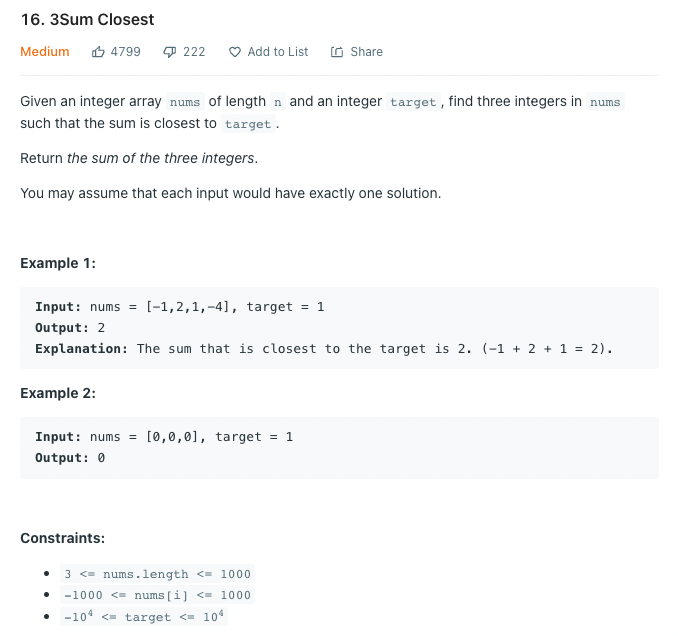 16. 3Sum Closest
Medium 4799 222 Add to List Share
Given an integer array nums of length n and an integer target, find three integers in nums
such that the sum is closest to target.
Return the sum of the three integers.
You may assume that each input would have exactly one solution.
Example 1:
Input: nums = [-1,2,1,-4], target = 1
Output: 2
Explanation: The sum that is closest to the target is 2. (-1 + 2 + 1 = 2).
Example 2:
Input: nums = [0,0,0], target = 1
Output: 0
Constraints:
• 3 <= nums.length <= 1000
• -1000 <= nums[i] <= 1000
• -10⁴ <= target <= 10⁴